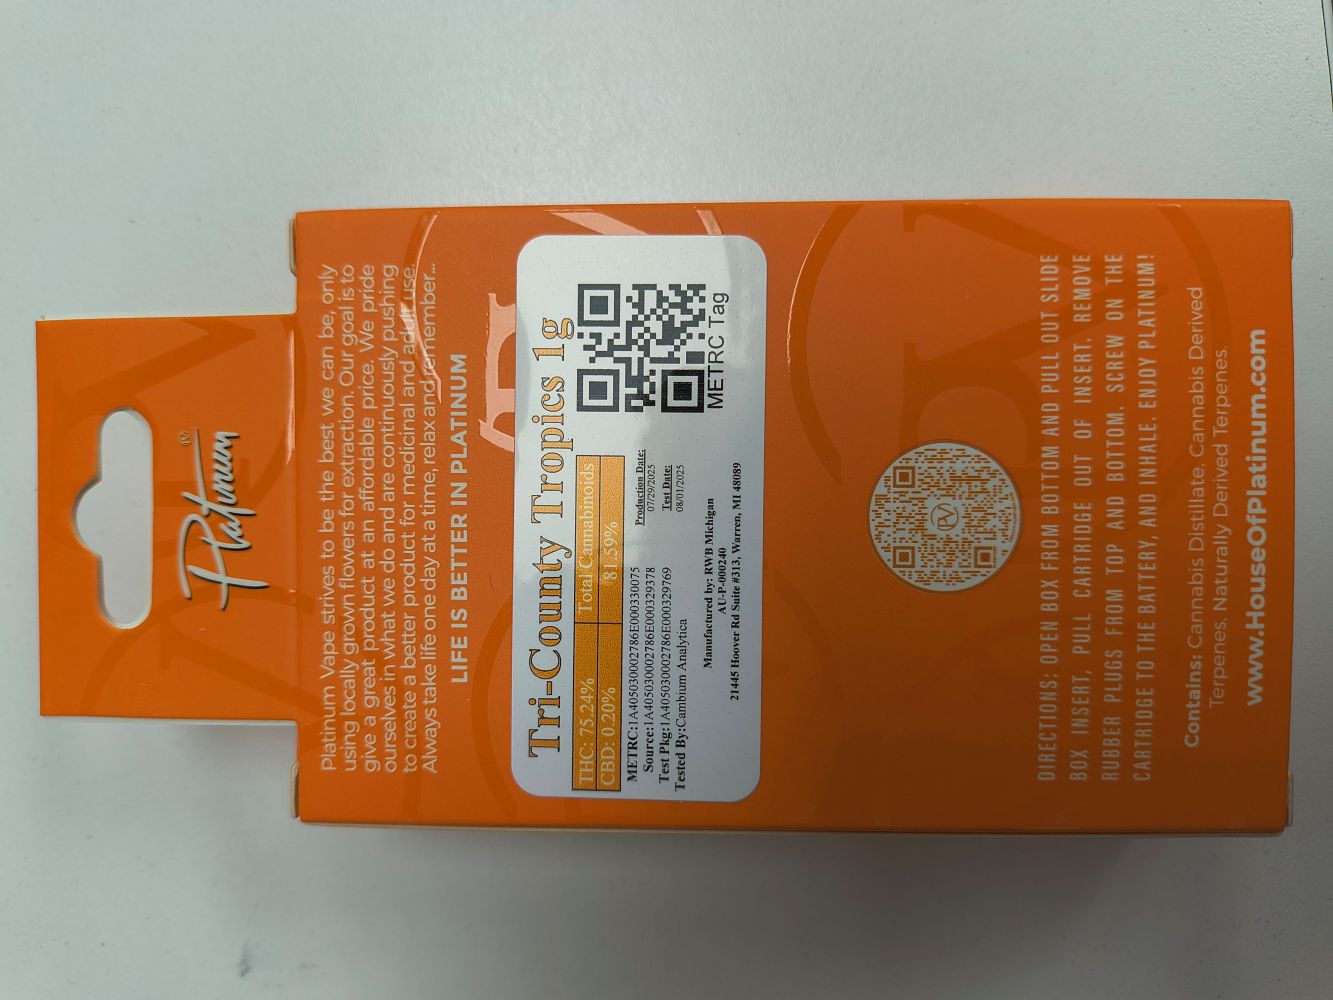 Platinum
®
Platinum Vape strives to be the best we can be, only
using locally grown flowers for extraction. Our goal is to
give a great product at an affordable price. We pride
ourselves in what we do and are continuously pushing
to create a better product for medicinal and adult use.
Always take life one day at a time, relax and remember...
LIFE IS BETTER IN PLATINUM
Tri-County Tropics 1g
THC: 75.24% Total Cannabinoids
CBD: 0.20% 81.59%
METRC:1A405030002786E000330075
Source:1A405030002786E000329378
Test Pkg:1A405030002786E000329769
Tested By:Cambium Analytica
Production Date:
07/29/2025
Test Date:
08/01/2025
METRC Tag
Manufactured by: RWB Michigan
AU-P-000240
21445 Hoover Rd Suite #313, Warren, MI 48089
PV
DIRECTIONS: OPEN BOX FROM BOTTOM AND PULL OUT SLIDE
BOX INSERT, PULL CARTRIDGE OUT OF INSERT. REMOVE
RUBBER PLUGS FROM TOP AND BOTTOM. SCREW ON THE
CARTRIDGE TO THE BATTERY, AND INHALE. ENJOY PLATINUM!
Contains: Cannabis Distillate, Cannabis Derived
Terpenes, Naturally Derived Terpenes.
www.HouseOfPlatinum.com